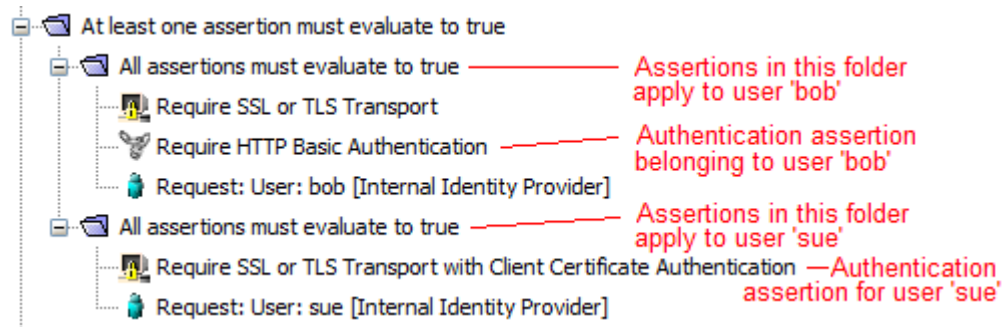 At least one assertion must evaluate to true
All assertions must evaluate to true
Assertions in this folder
apply to user 'bob'
Require SSL or TLS Transport
Require HTTP Basic Authentication
Authentication assertion
belonging to user 'bob'
Request: User: bob [Internal Identity Provider]
All assertions must evaluate to true
Assertions in this folder
apply to user 'sue'
Require SSL or TLS Transport with Client Certificate Authentication
Authentication
assertion for user 'sue'
Request: User: sue [Internal Identity Provider]